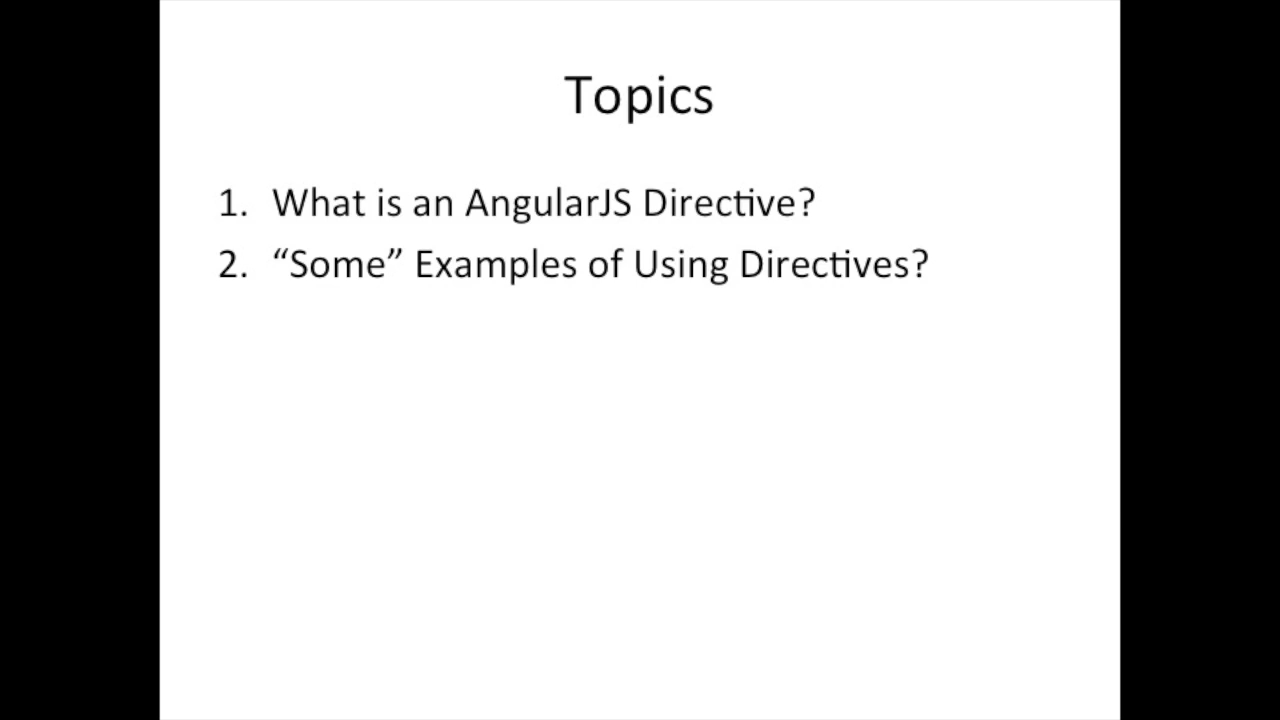 Topics
1. What is an AngularJS Directive?
2. “Some” Examples of Using Directives?